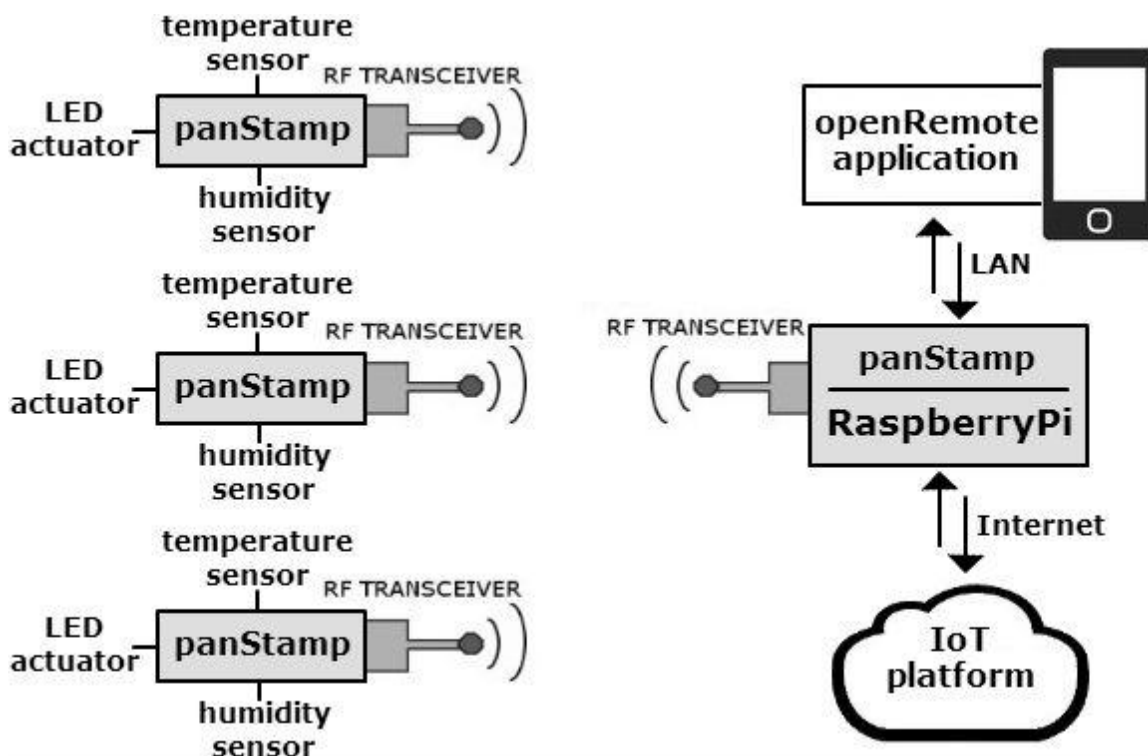 temperature
sensor
RF TRANSCEIVER
LED
actuator
panStamp
humidity
sensor
temperature
sensor
RF TRANSCEIVER
LED
actuator
panStamp
humidity
sensor
temperature
sensor
RF TRANSCEIVER
LED
actuator
panStamp
humidity
sensor
openRemote
application
LAN
RF TRANSCEIVER
panStamp
RaspberryPi
Internet
IoT
platform